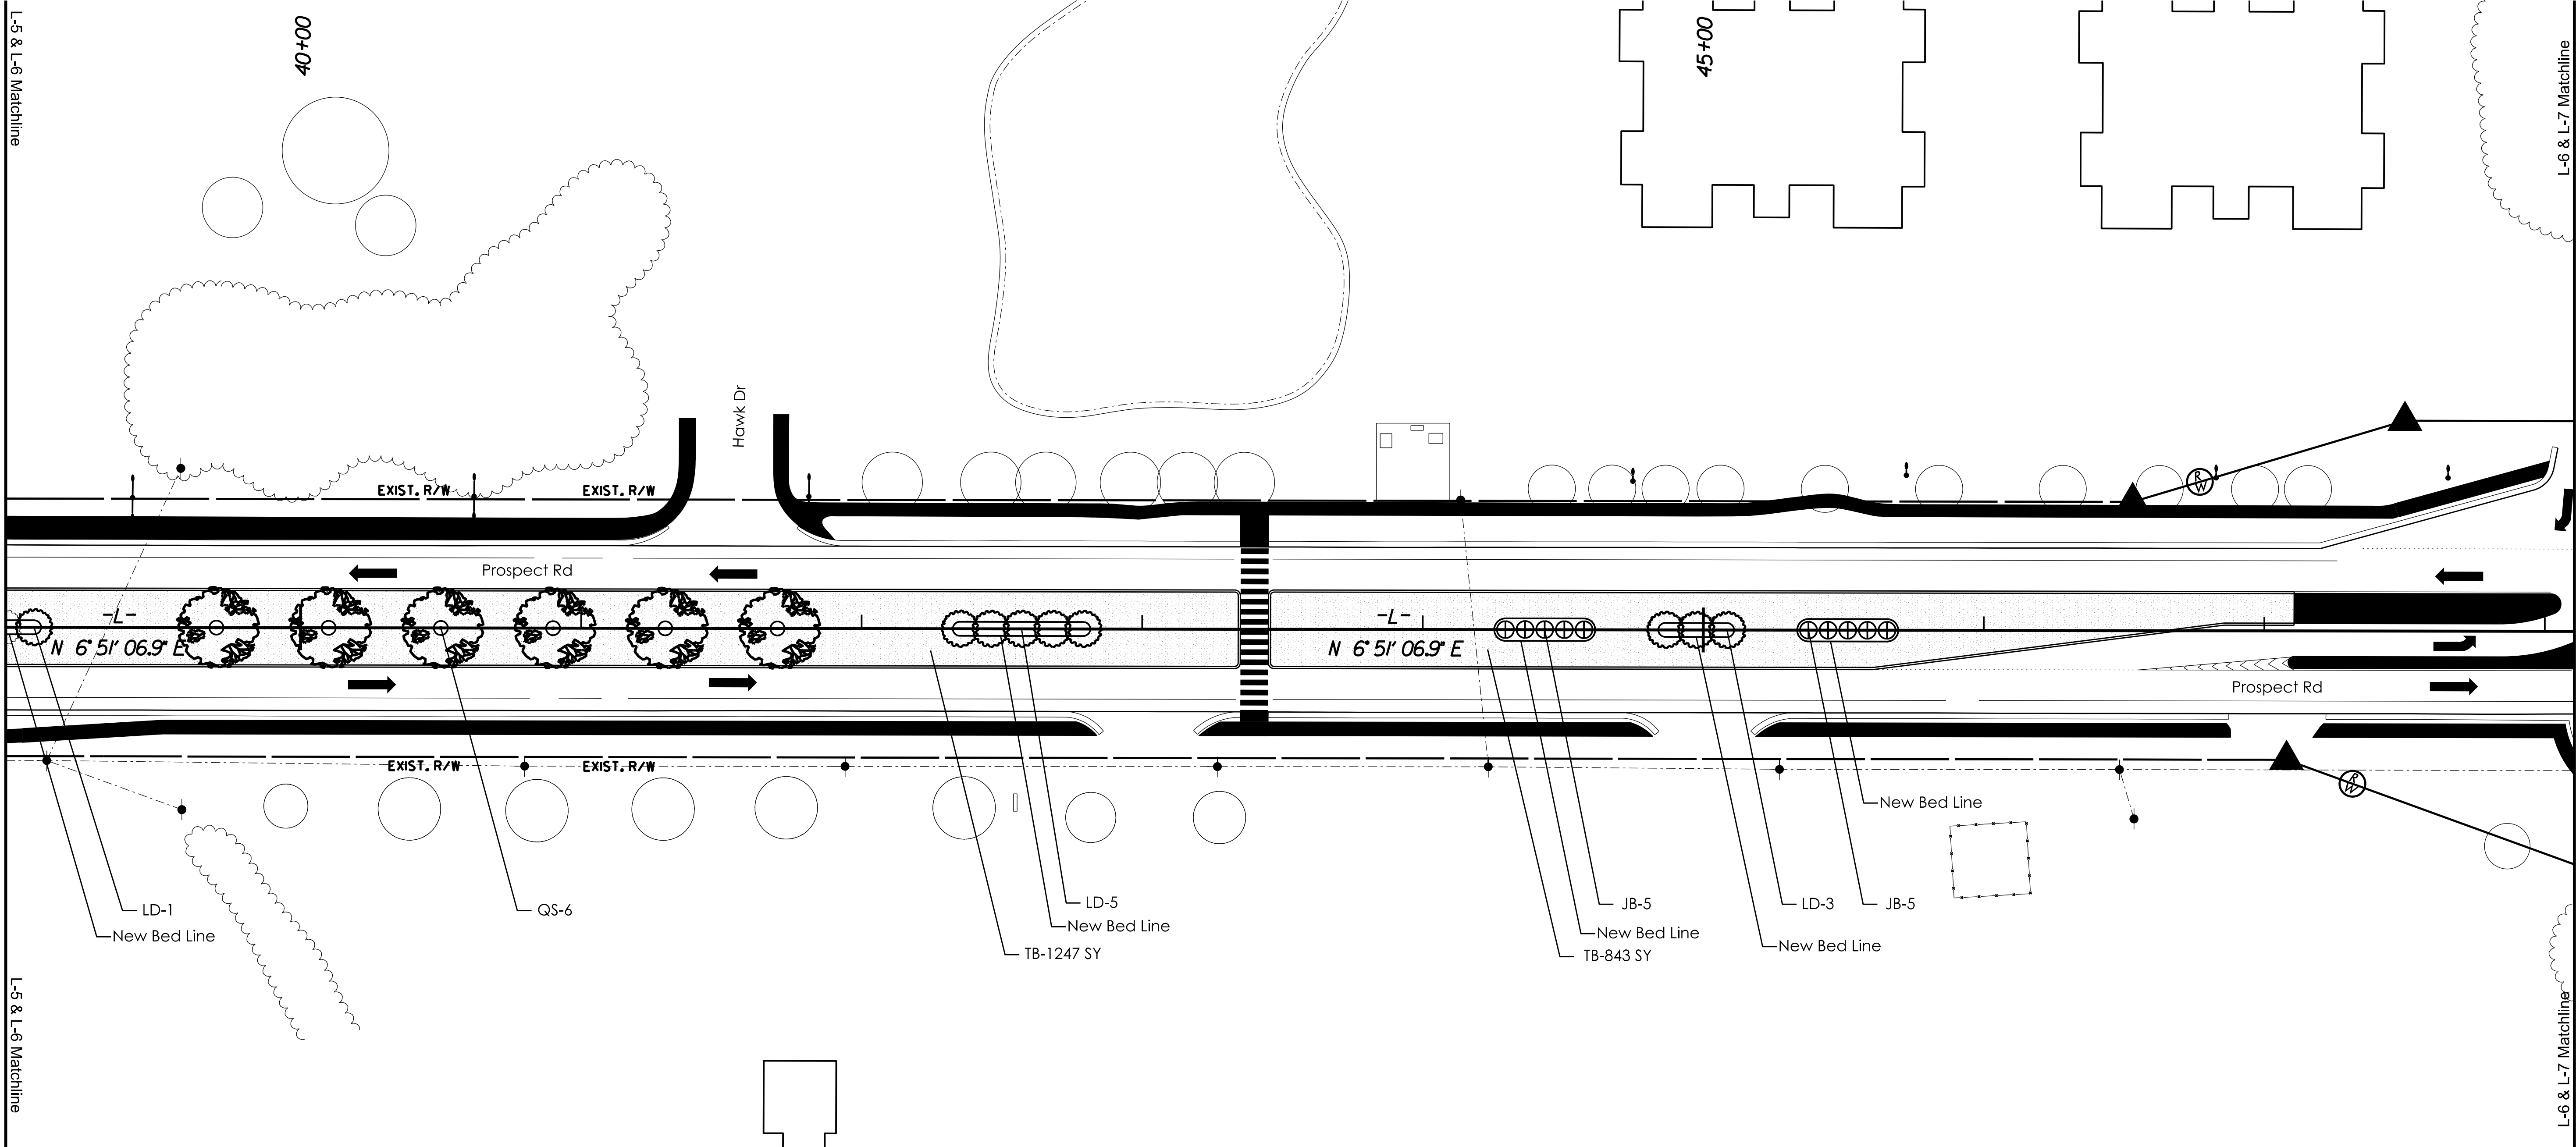 L-5 & L-6 Matchline
40+00
45+00
L-6 & L-7 Matchline
Hawk Dr
EXIST. R/W
EXIST. R/W
R/W
Prospect Rd
-L-
N 6° 51' 06.9" E
-L-
N 6° 51' 06.9" E
Prospect Rd
EXIST. R/W
EXIST. R/W
R/W
New Bed Line
LD-1
New Bed Line
QS-6
LD-5
New Bed Line
TB-1247 SY
JB-5
New Bed Line
TB-843 SY
LD-3
New Bed Line
JB-5
L-5 & L-6 Matchline
L-6 & L-7 Matchline